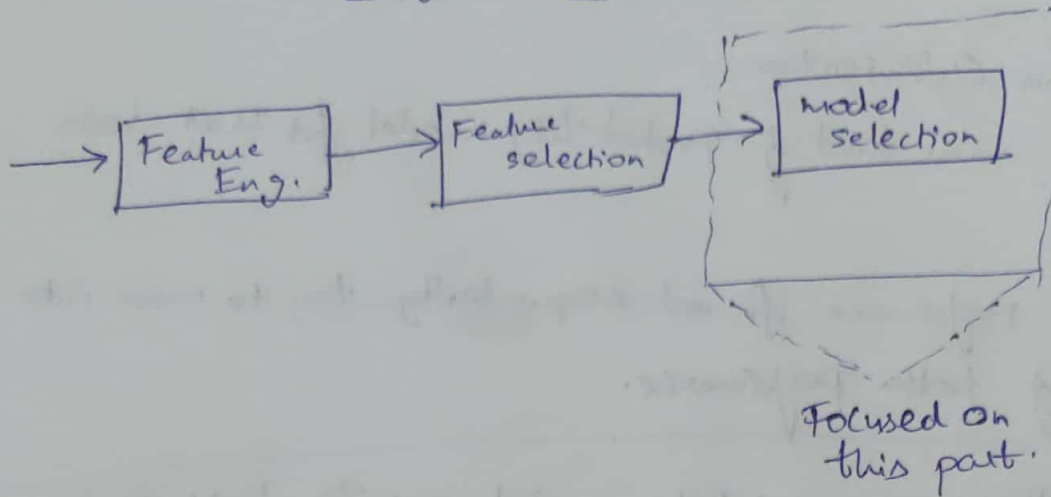 Feature
Eng.
Feature
selection
model
selection
Focused on
this part.